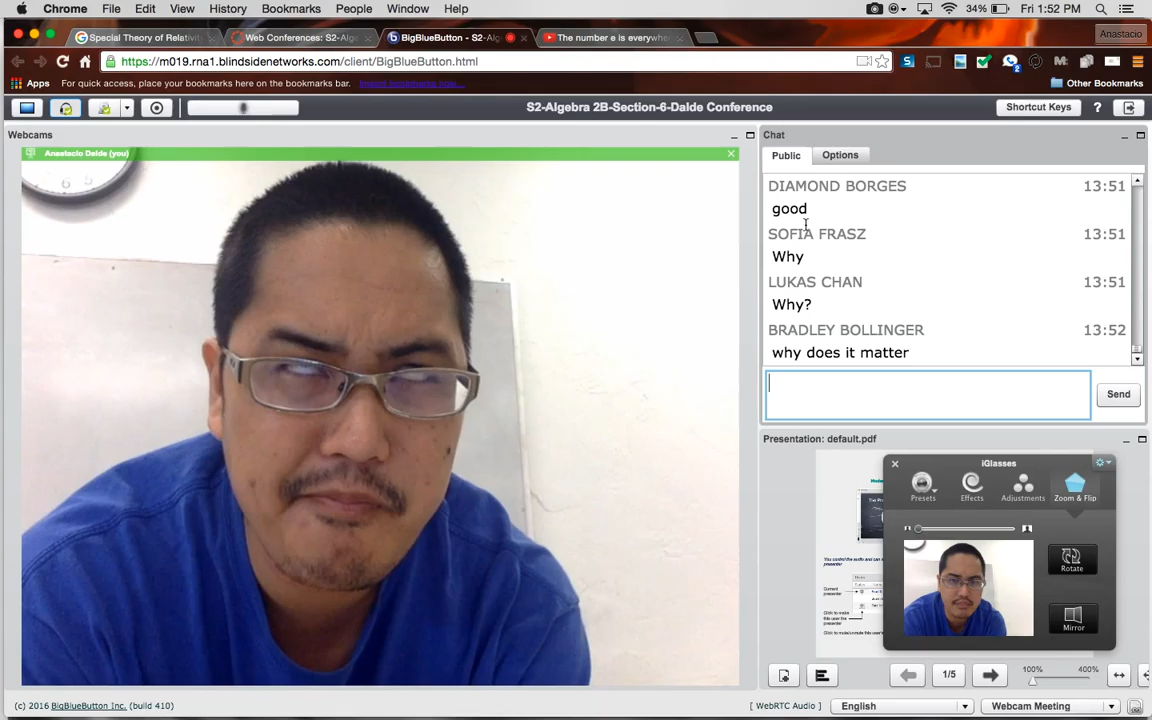 Chrome File Edit View History Bookmarks People Window Help 34% Fri 1:52 PM
Special Theory of Relativi Web Conferences: S2-Alg BigBlueButton - S2-A The number e is everywhe Anastacio
https://m019.rna1.blindsidenetworks.com/client/BigBlueButton.html
Apps For quick access, place your bookmarks here on the bookmarks bar. Import bookmarks now... Other Bookmarks
S2-Algebra 2B-Section-6-Dalde Conference Shortcut Keys ?
Webcams
Anastacio Dalde (you)
Chat
Public Options
DIAMOND BORGES 13:51
good
SOFIA FRASZ 13:51
Why
LUKAS CHAN 13:51
Why?
BRADLEY BOLLINGER 13:52
why does it matter
Send
Presentation: default.pdf
iGlasses
Presets Effects Adjustments Zoom & Flip
Rotate
Mirror
1/5 100% 400%
(c) 2016 BigBlueButton Inc. (build 410) [ WebRTC Audio ] English Webcam Meeting